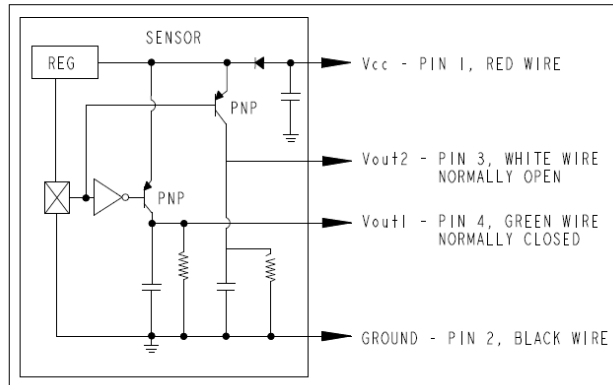 SENSOR
REG
Vcc - PIN 1, RED WIRE
PNP
Vout2 - PIN 3, WHITE WIRE
NORMALLY OPEN
PNP
Vout1 - PIN 4, GREEN WIRE
NORMALLY CLOSED
GROUND - PIN 2, BLACK WIRE